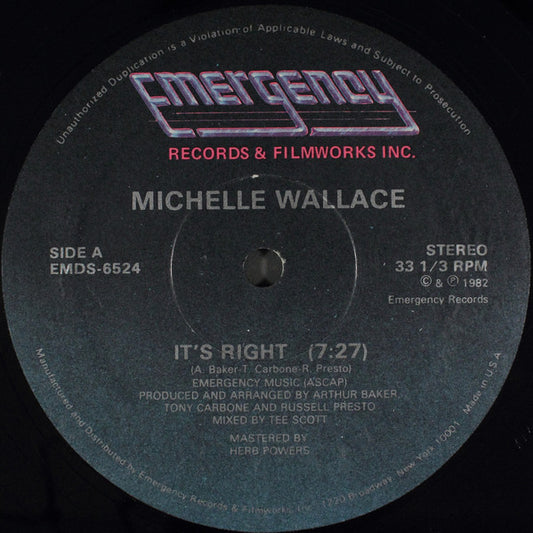 Unauthorized Duplication is a Violation of Applicable Laws and Subject to Prosecution
EMERGENCY
RECORDS & FILMWORKS INC.
MICHELLE WALLACE
SIDE A
EMDS-6524
STEREO
33 1/3 RPM
© & ℗ 1982
Emergency Records
IT'S RIGHT (7:27)
(A. Baker-T. Carbone-R. Presto)
EMERGENCY MUSIC (ASCAP)
PRODUCED AND ARRANGED BY ARTHUR BAKER,
TONY CARBONE AND RUSSELL PRESTO
MIXED BY TEE SCOTT
MASTERED BY
HERB POWERS
Manufactured and Distributed by Emergency Records & Filmworks, Inc. 1220 Broadway, New York 10001 Made in U.S.A.